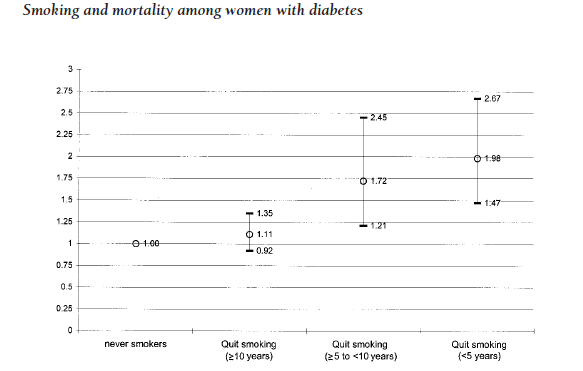 Smoking and mortality among women with diabetes
3
2.75
2.5
2.25
2
1.75
1.5
1.25
1
0.75
0.5
0.25
0
1.00
1.35
1.11
0.92
2.45
1.72
1.21
2.67
1.98
1.47
never smokers
Quit smoking
(≥10 years)
Quit smoking
(≥5 to <10 years)
Quit smoking
(<5 years)